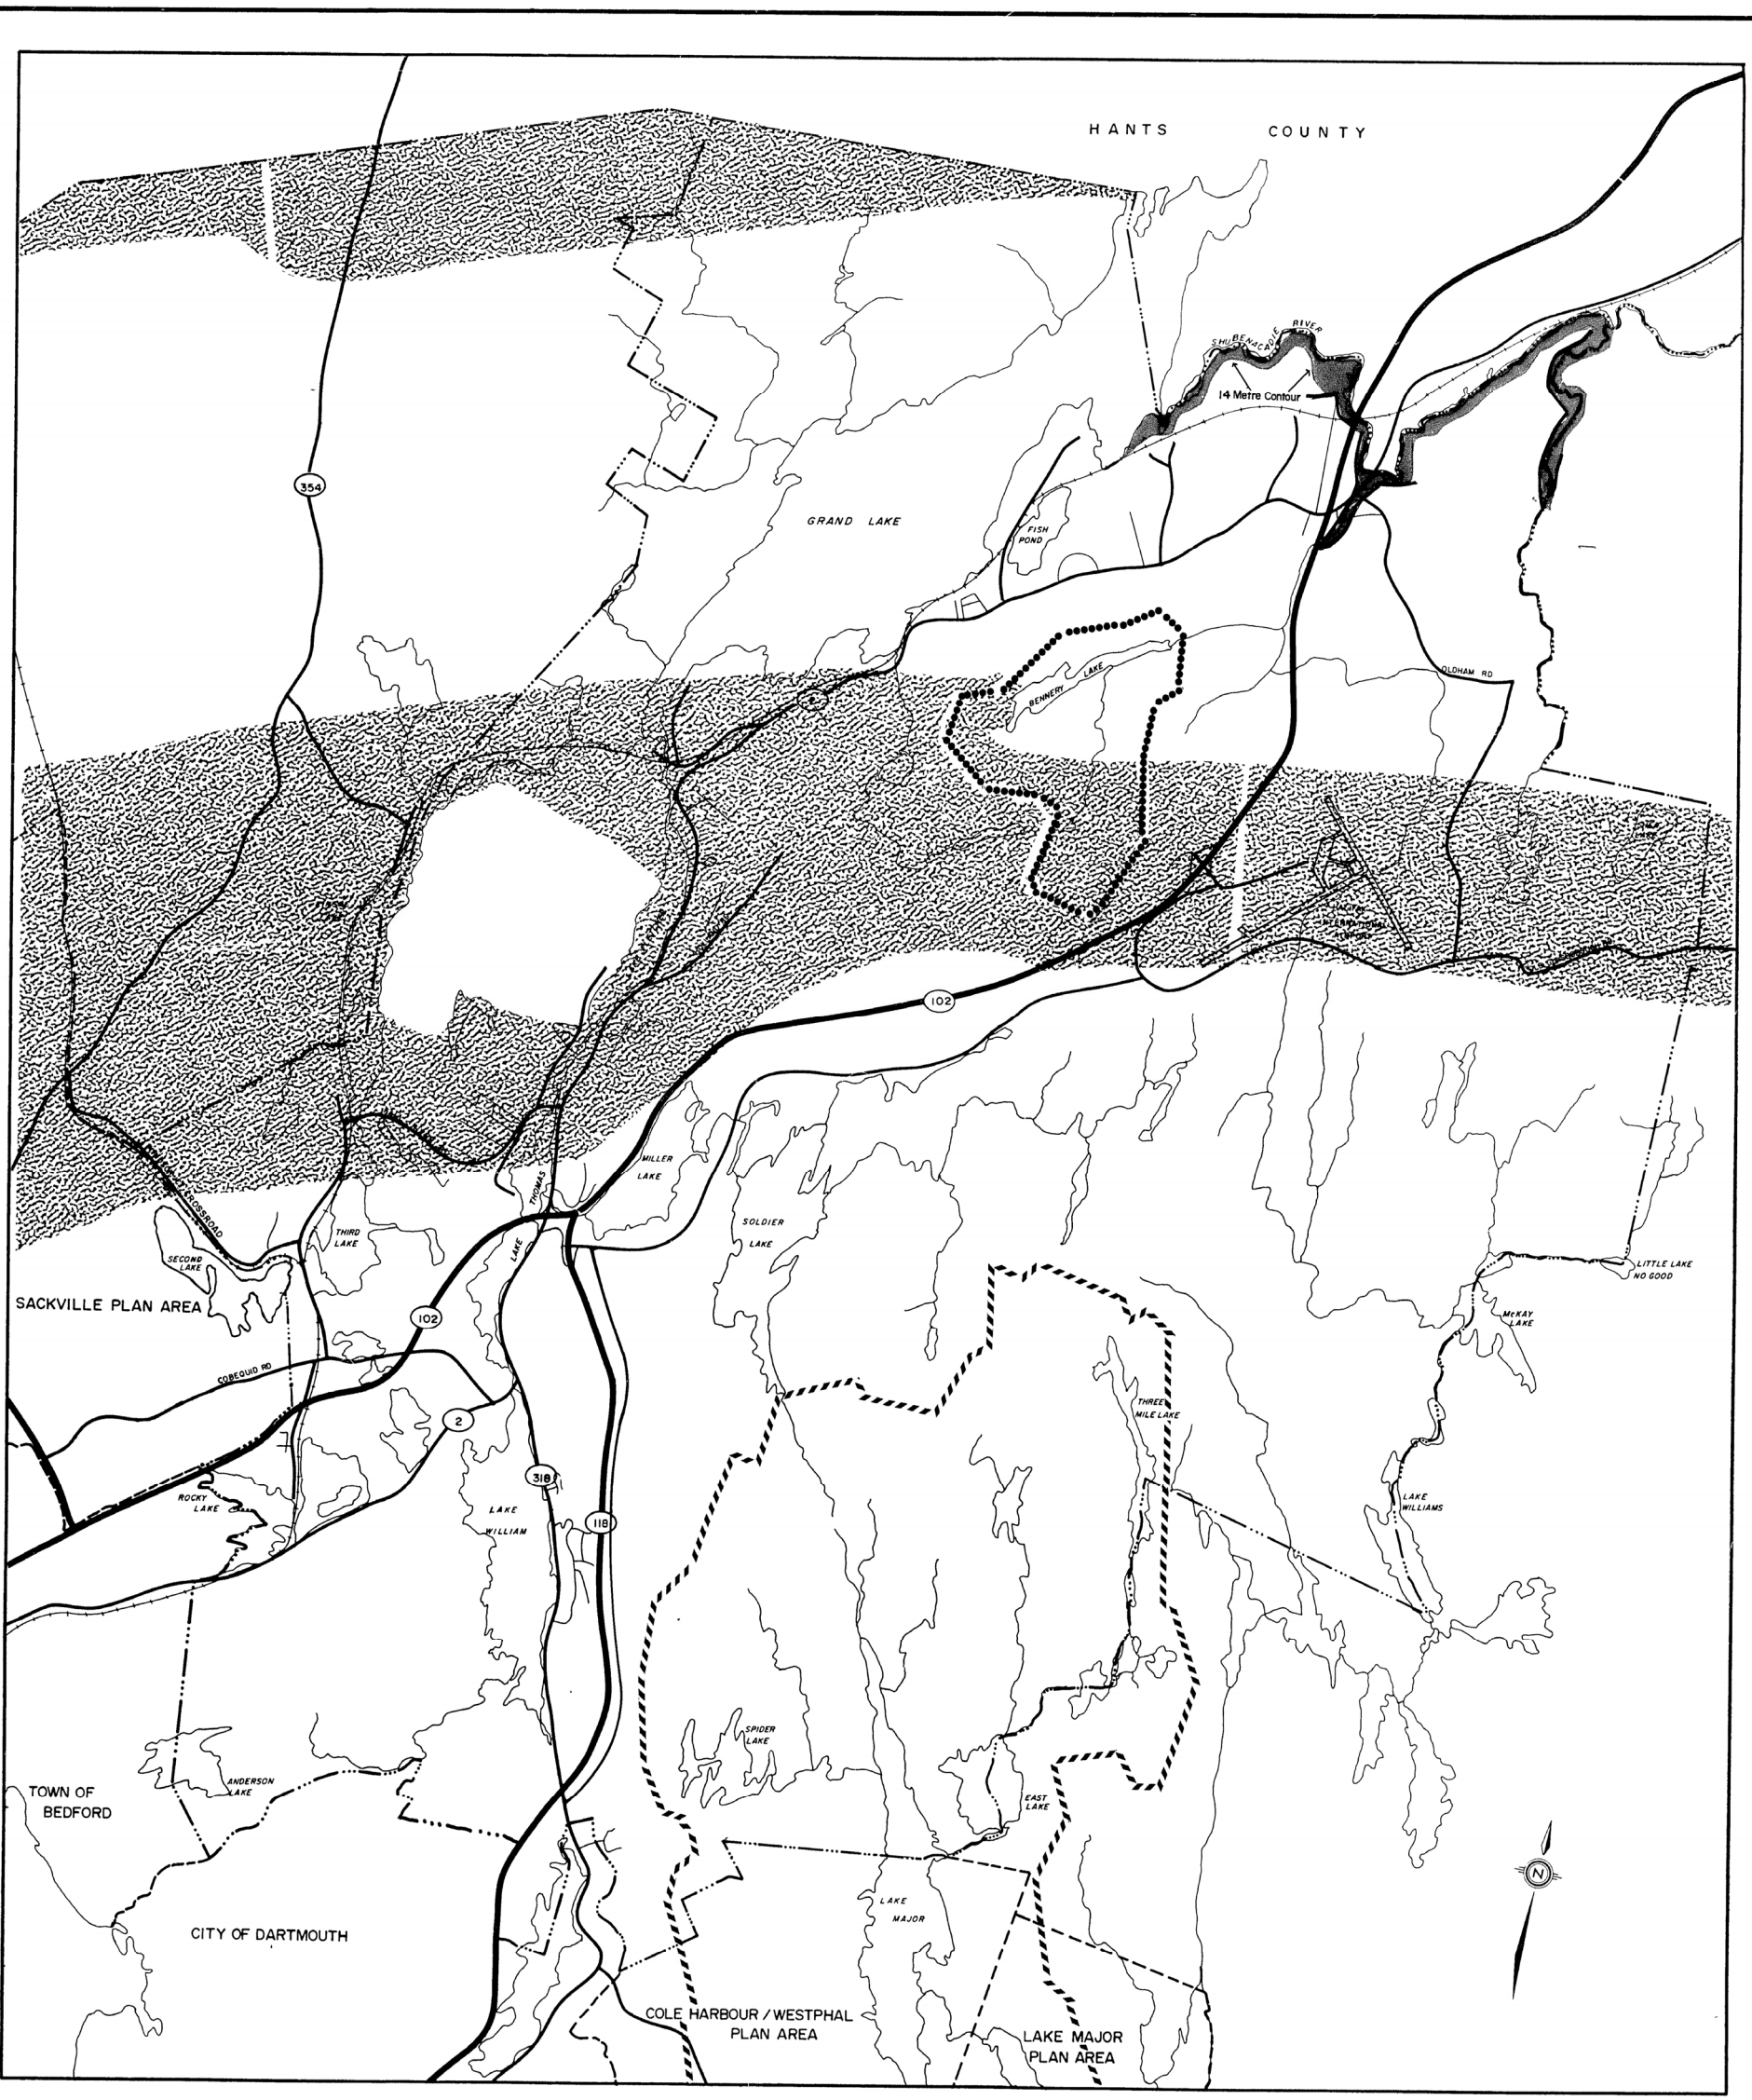 HANTS COUNTY
SHUBENACADIE RIVER
14 Metre Contour
354
GRAND LAKE
FISH
POND
OLDHAM RD
BENNERY LAKE
2
INTERNATIONAL
102
MILLER
LAKE
LAKE THOMAS
SOLDIER
LAKE
THIRD
LAKE
SECOND
LAKE
CROSSROAD
SACKVILLE PLAN AREA
LITTLE LAKE
NO GOOD
McKAY
LAKE
102
COBEQUID RD
2
THREE
MILE LAKE
318
ROCKY
LAKE
LAKE
WILLIAM
118
LAKE
WILLIAMS
SPIDER
LAKE
ANDERSON
LAKE
EAST
LAKE
TOWN OF
BEDFORD
N
LAKE
MAJOR
CITY OF DARTMOUTH
COLE HARBOUR / WESTPHAL
PLAN AREA
LAKE MAJOR
PLAN AREA